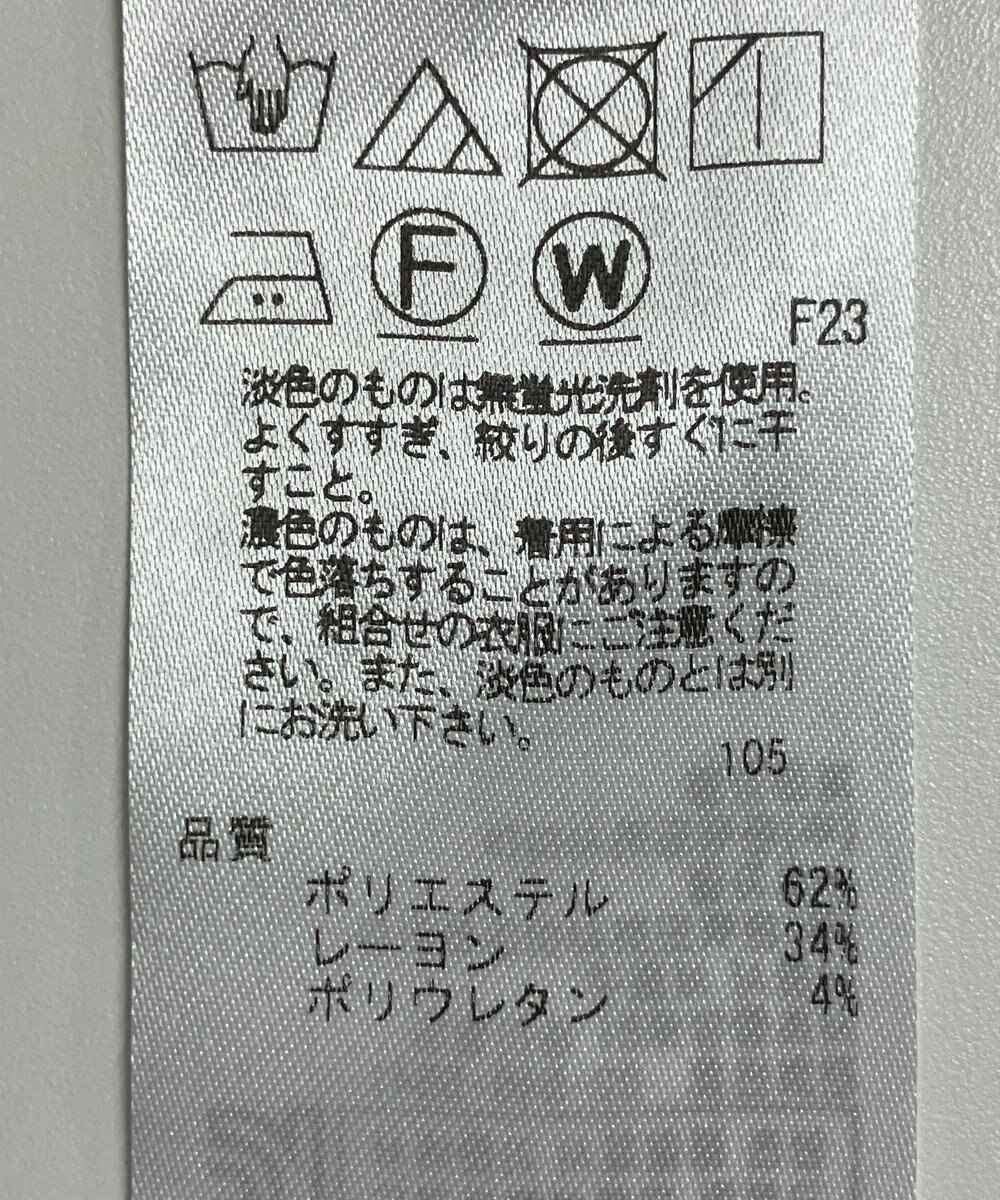 F W
F23
淡色のものは無蛍光洗剤を使用。
よくすすぎ、絞りの後すぐに干
すこと。
濃色のものは、着用による摩擦
で色落ちすることがありますの
で、組合せの衣服にご注意くだ
さい。また、淡色のものとは別
にお洗い下さい。
105
品質
ポリエステル 62%
レーヨン 34%
ポリウレタン 4%